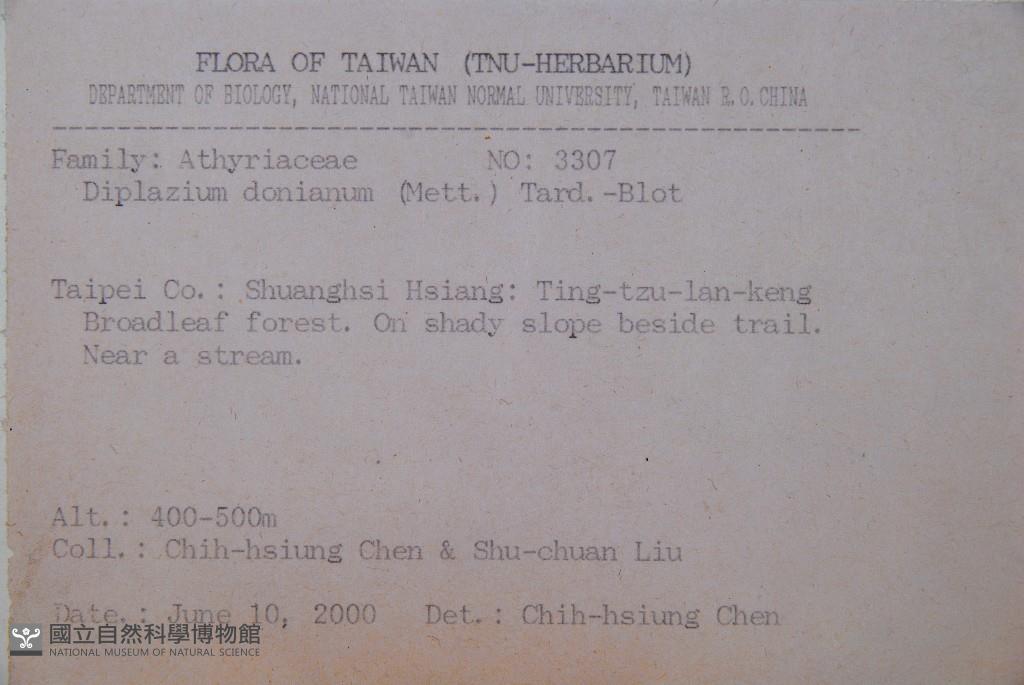 FLORA OF TAIWAN (TNU-HERBARIUM)
DEPARTMENT OF BIOLOGY, NATIONAL TAIWAN NORMAL UNIVERSITY, TAIWAN R.O.CHINA
--------------------------------------------------
Family: Athyriaceae NO: 3307
Diplazium donianum (Mett.) Tard.-Blot
Taipei Co.: Shuanghsi Hsiang: Ting-tzu-lan-keng
Broadleaf forest. On shady slope beside trail.
Near a stream.
Alt.: 400-500m
Coll.: Chih-hsiung Chen & Shu-chuan Liu
Date.: June 10, 2000 Det.: Chih-hsiung Chen
國立自然科學博物館
NATIONAL MUSEUM OF NATURAL SCIENCE